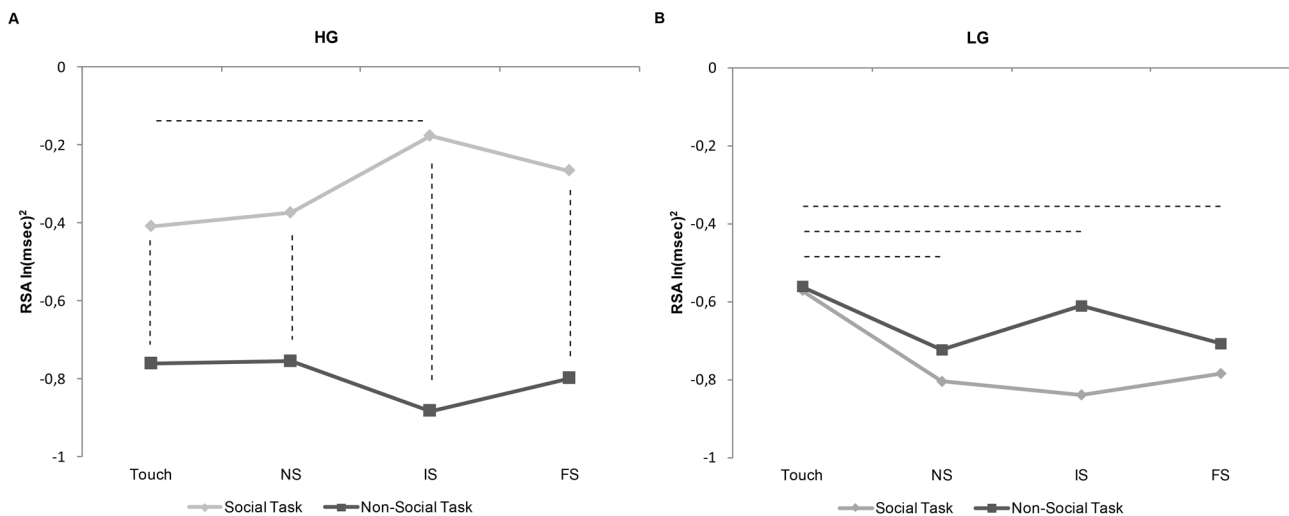 A
HG
0
-0,2
-0,4
-0,6
-0,8
-1
RSA ln(msec)²
Touch NS IS FS
Social Task Non-Social Task
B
LG
0
-0,2
-0,4
-0,6
-0,8
-1
RSA ln(msec)²
Touch NS IS FS
Social Task Non-Social Task